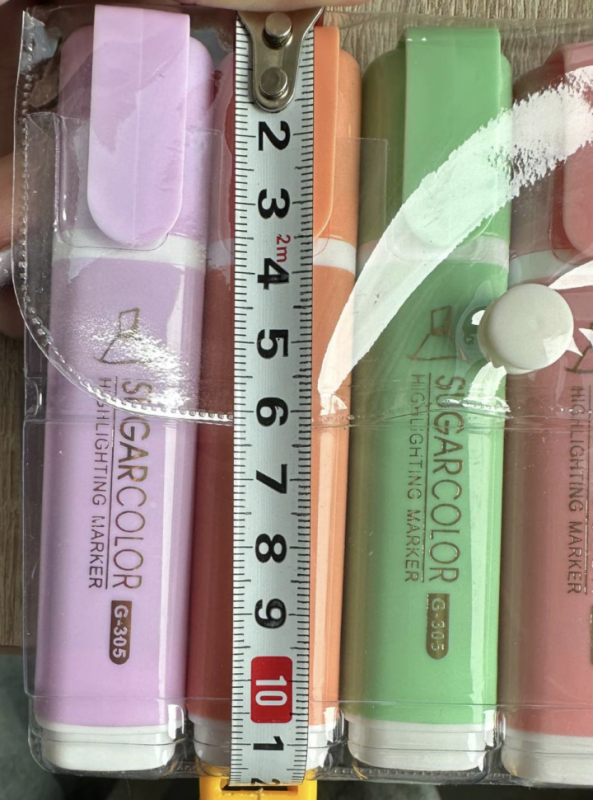 SUGARCOLOR
HIGHLIGHTING MARKER
G-305
2
3
2m
4
5
6
7
8
9
10
1
SUGARCOLOR
HIGHLIGHTING MARKER
G-305
HIGHLIGHTING MARKER